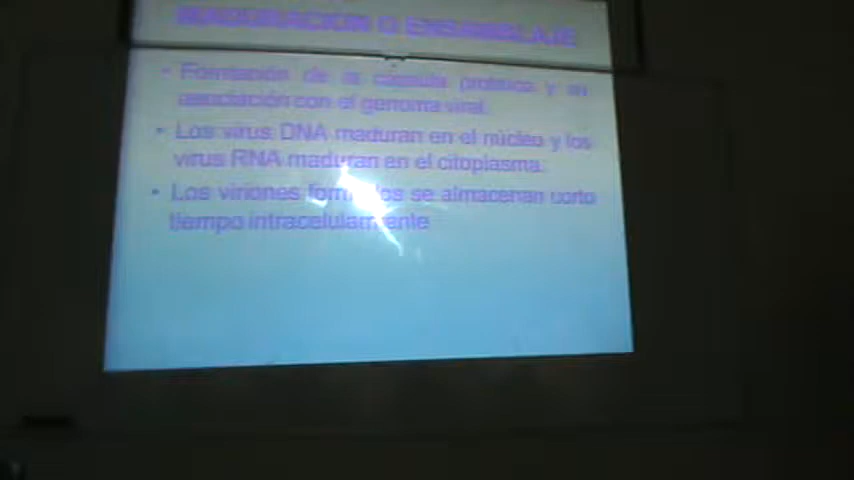 MADURACION O ENSAMBLAJE
• Formación de la cápsula proteica y su
asociación con el genoma viral.
• Los virus DNA maduran en el núcleo y los
virus RNA maduran en el citoplasma.
• Los viriones formados se almacenan corto
tiempo intracelularmente